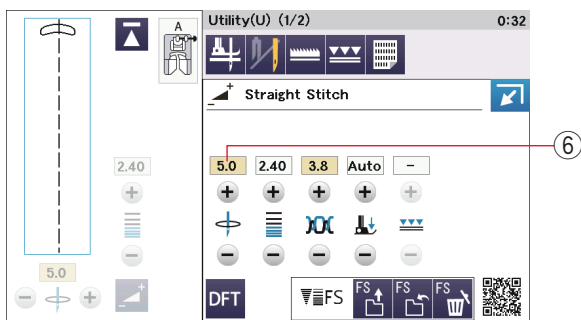 A
Utility(U) (1/2) 0:32
Straight Stitch
⑥
2.40
5.0 2.40 3.8 Auto -
5.0
DFT FS FS FS FS